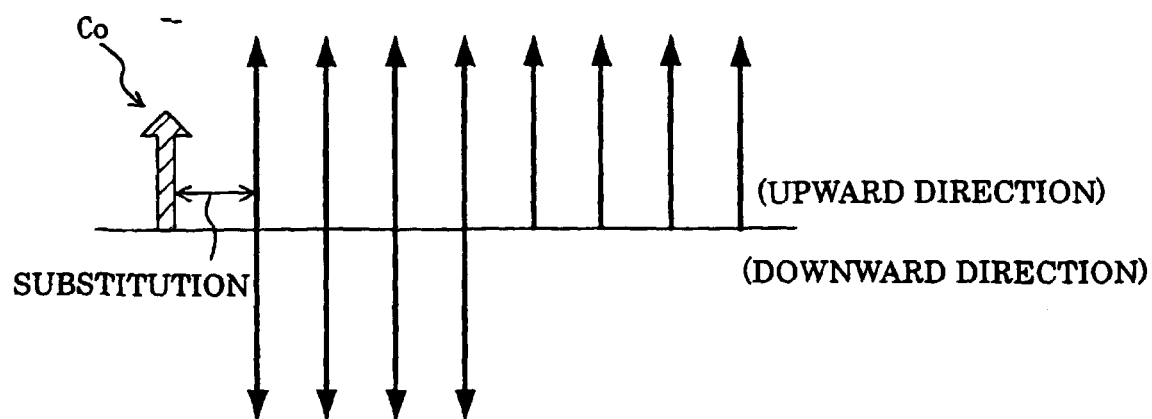 Co
(UPWARD DIRECTION)
(DOWNWARD DIRECTION)
SUBSTITUTION